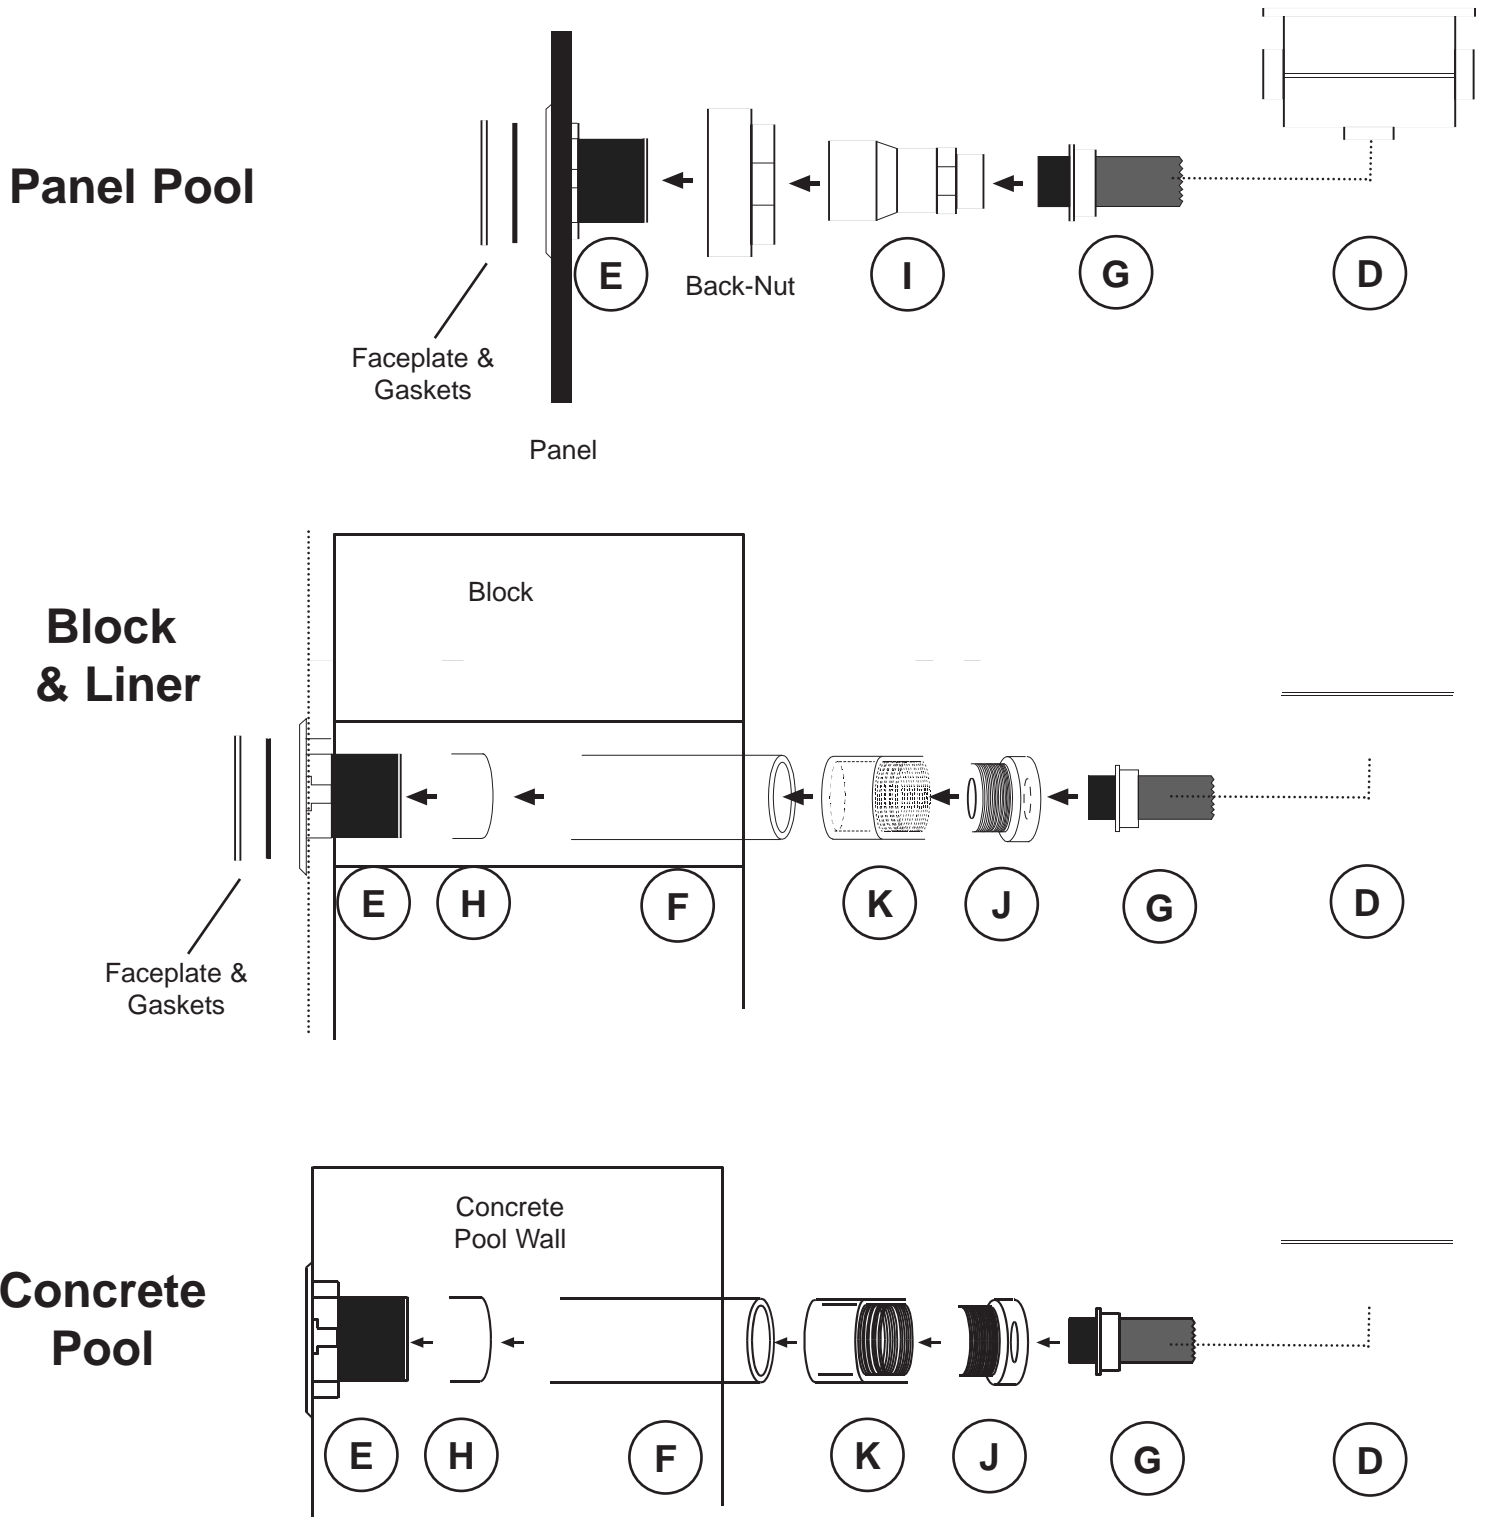 Panel Pool
E
Back-Nut
I
G
D
Faceplate &
Gaskets
Panel
Block
& Liner
Block
E
H
F
K
J
G
D
Faceplate &
Gaskets
Concrete
Pool
Concrete
Pool Wall
E
H
F
K
J
G
D